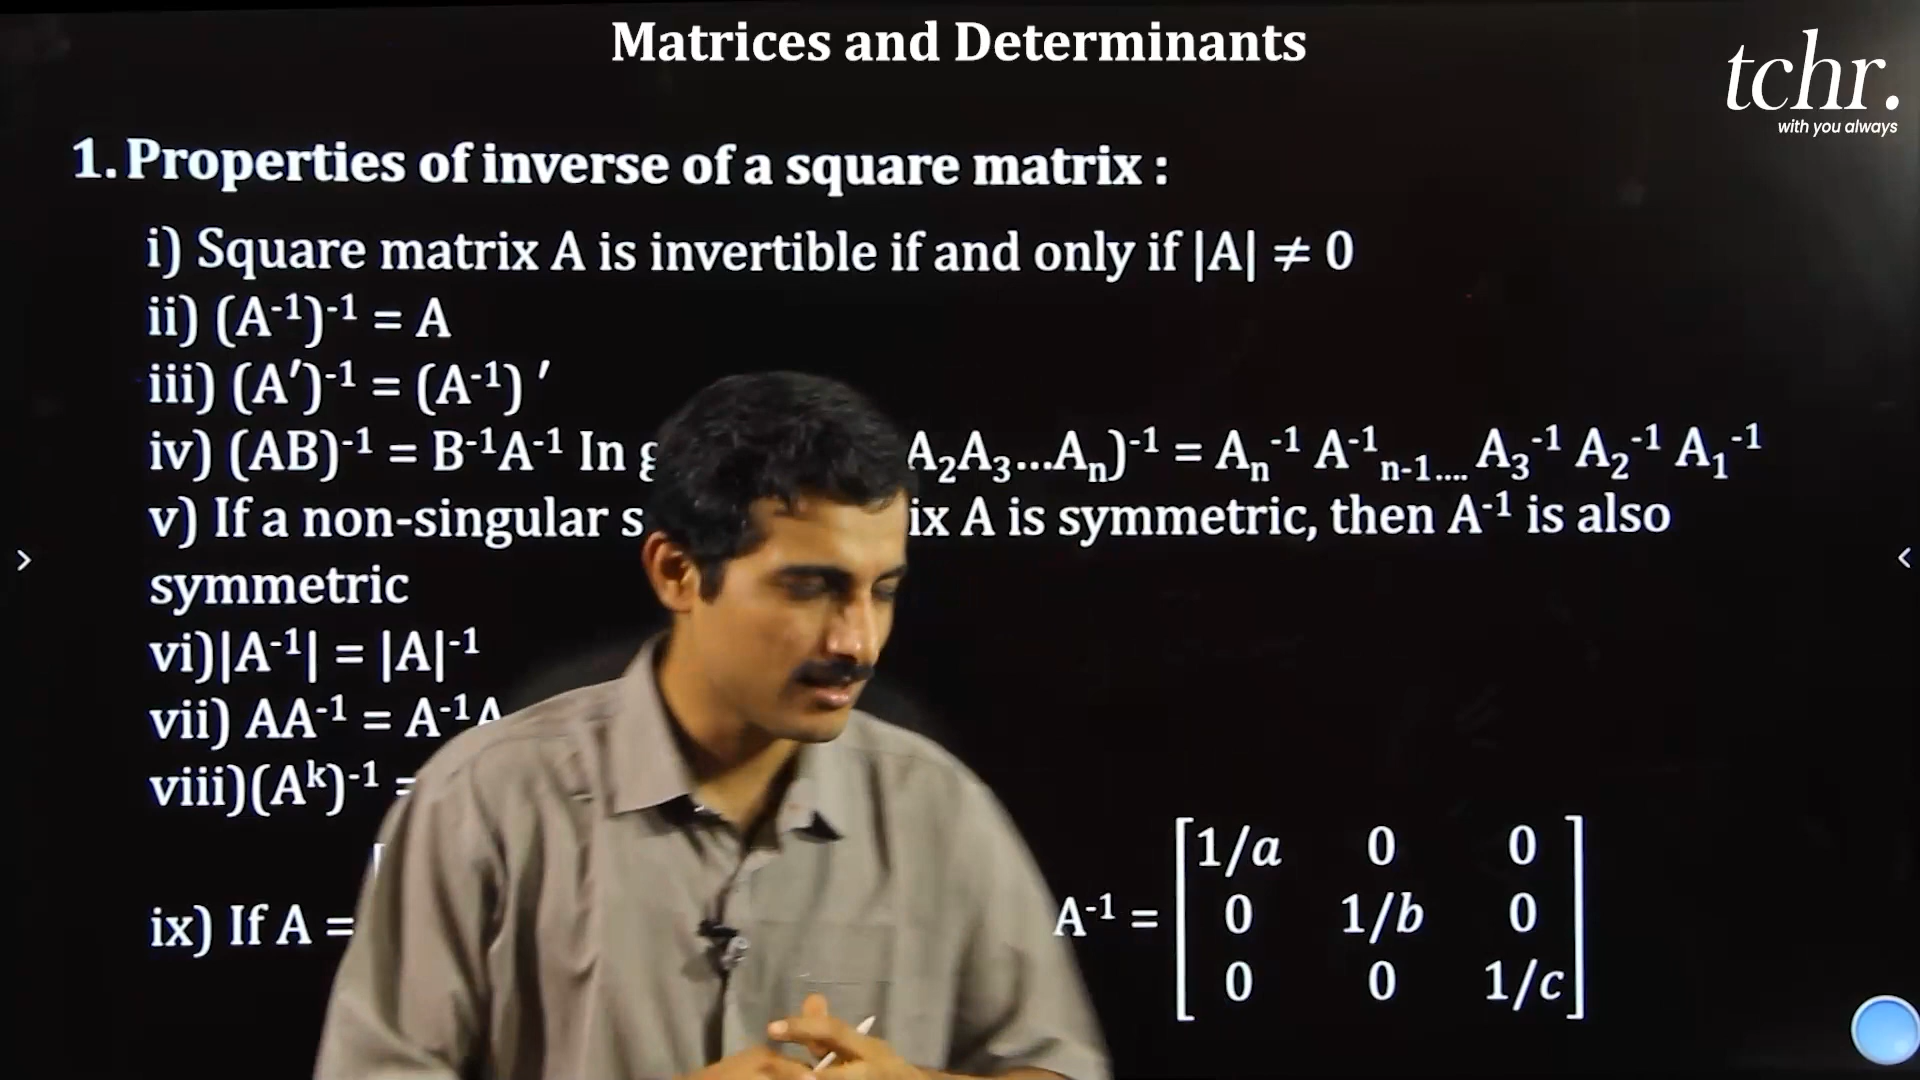 Matrices and Determinants
tchr.
with you always
1. Properties of inverse of a square matrix :
i) Square matrix A is invertible if and only if |A| ≠ 0
ii) (A⁻¹)⁻¹ = A
iii) (A′)⁻¹ = (A⁻¹) ′
iv) (AB)⁻¹ = B⁻¹A⁻¹ In A₂A₃...Aₙ)⁻¹ = Aₙ⁻¹ A⁻¹ₙ₋₁.... A₃⁻¹ A₂⁻¹ A₁⁻¹
v) If a non-singular A is symmetric, then A⁻¹ is also
symmetric
vi)|A⁻¹| = |A|⁻¹
vii) AA⁻¹ = A⁻¹A
viii)(Aᵏ)⁻¹ =
ix) If A = A⁻¹ = [1/a 0 0
0 1/b 0
0 0 1/c]